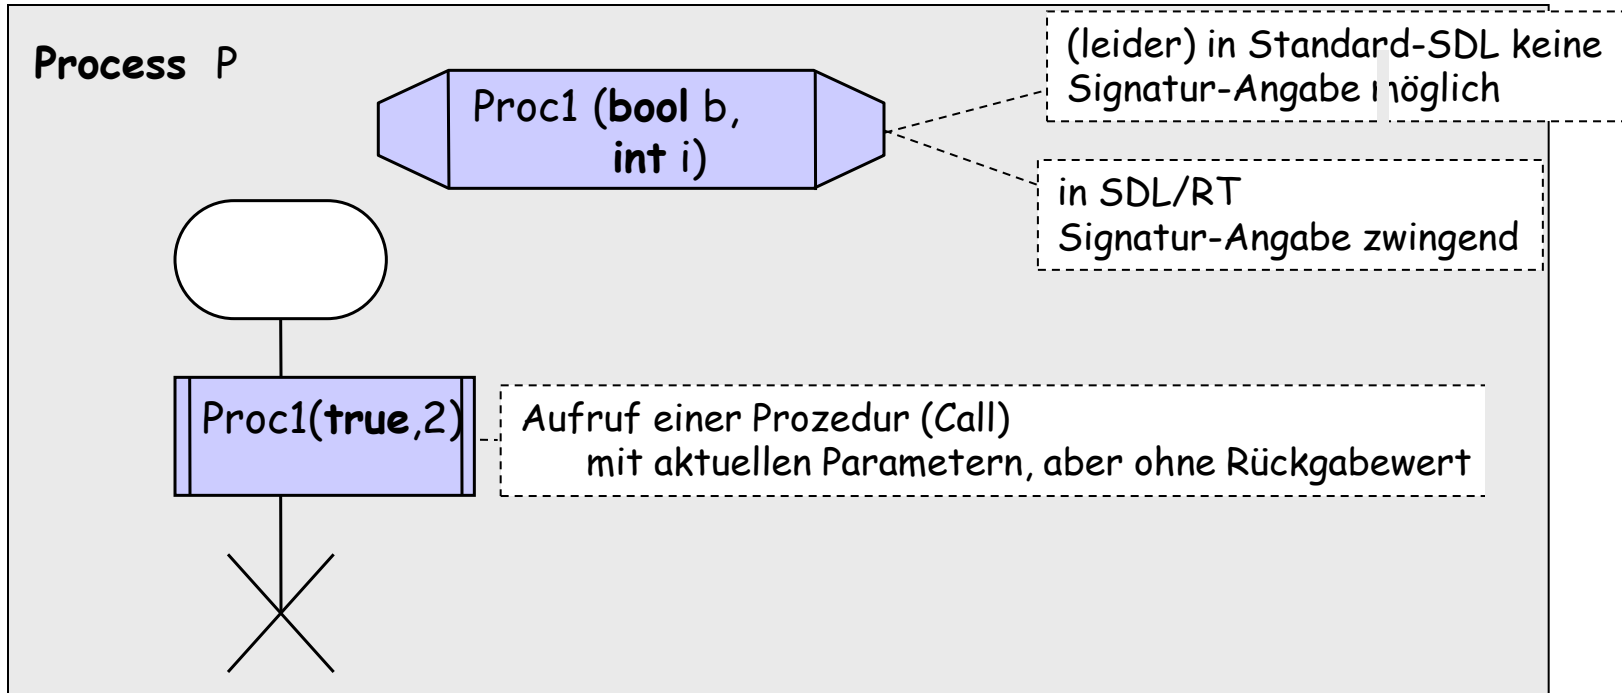 Process P
Proc1 (bool b,
int i)
(leider) in Standard-SDL keine
Signatur-Angabe möglich
in SDL/RT
Signatur-Angabe zwingend
Proc1(true,2)
Aufruf einer Prozedur (Call)
mit aktuellen Parametern, aber ohne Rückgabewert